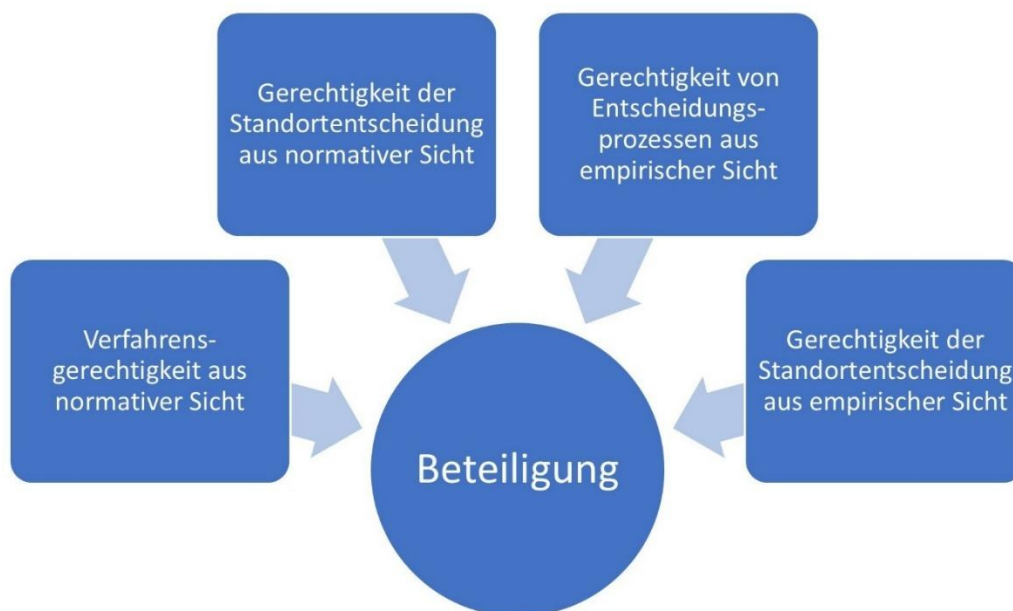 Gerechtigkeit der
Standortentscheidung
aus normativer Sicht
Gerechtigkeit von
Entscheidungs-
prozessen aus
empirischer Sicht
Verfahrens-
gerechtigkeit aus
normativer Sicht
Gerechtigkeit der
Standortentscheidung
aus empirischer Sicht
Beteiligung